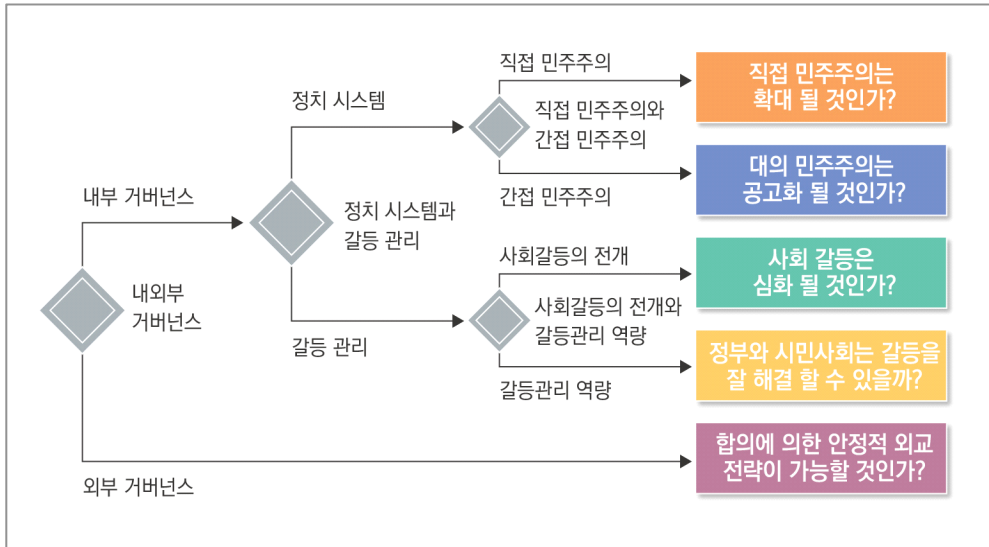 직접 민주주의
직접 민주주의는
확대 될 것인가?
정치 시스템
직접 민주주의와
간접 민주주의
대의 민주주의는
공고화 될 것인가?
내부 거버넌스
간접 민주주의
정치 시스템과
갈등 관리
사회갈등의 전개
사회 갈등은
심화 될 것인가?
내외부
거버넌스
사회갈등의 전개와
갈등관리 역량
갈등 관리
정부와 시민사회는 갈등을
잘 해결 할 수 있을까?
갈등관리 역량
합의에 의한 안정적 외교
전략이 가능할 것인가?
외부 거버넌스